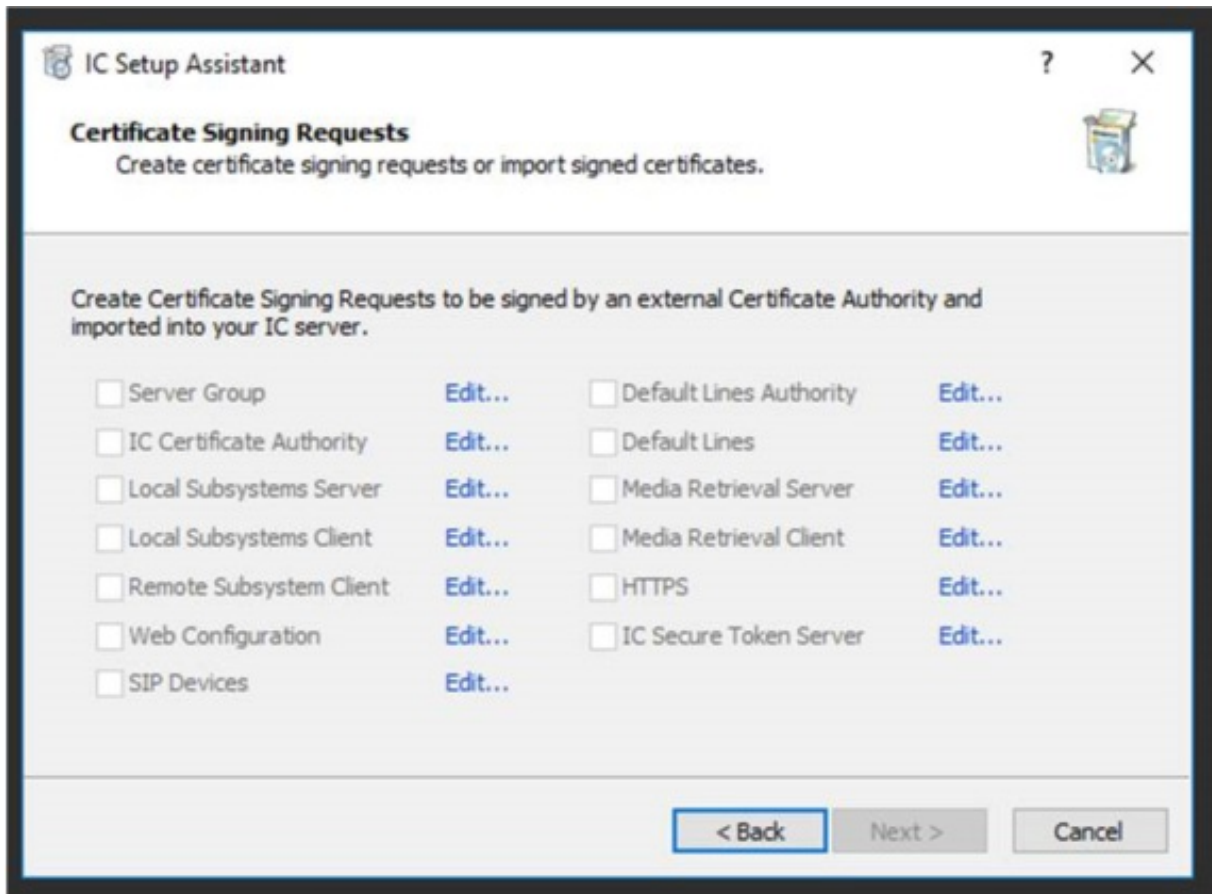 IC Setup Assistant
?
Certificate Signing Requests
Create certificate signing requests or import signed certificates.
Create Certificate Signing Requests to be signed by an external Certificate Authority and
imported into your IC server.
Server Group Edit... Default Lines Authority Edit...
IC Certificate Authority Edit... Default Lines Edit...
Local Subsystems Server Edit... Media Retrieval Server Edit...
Local Subsystems Client Edit... Media Retrieval Client Edit...
Remote Subsystem Client Edit... HTTPS Edit...
Web Configuration Edit... IC Secure Token Server Edit...
SIP Devices Edit...
< Back Next > Cancel